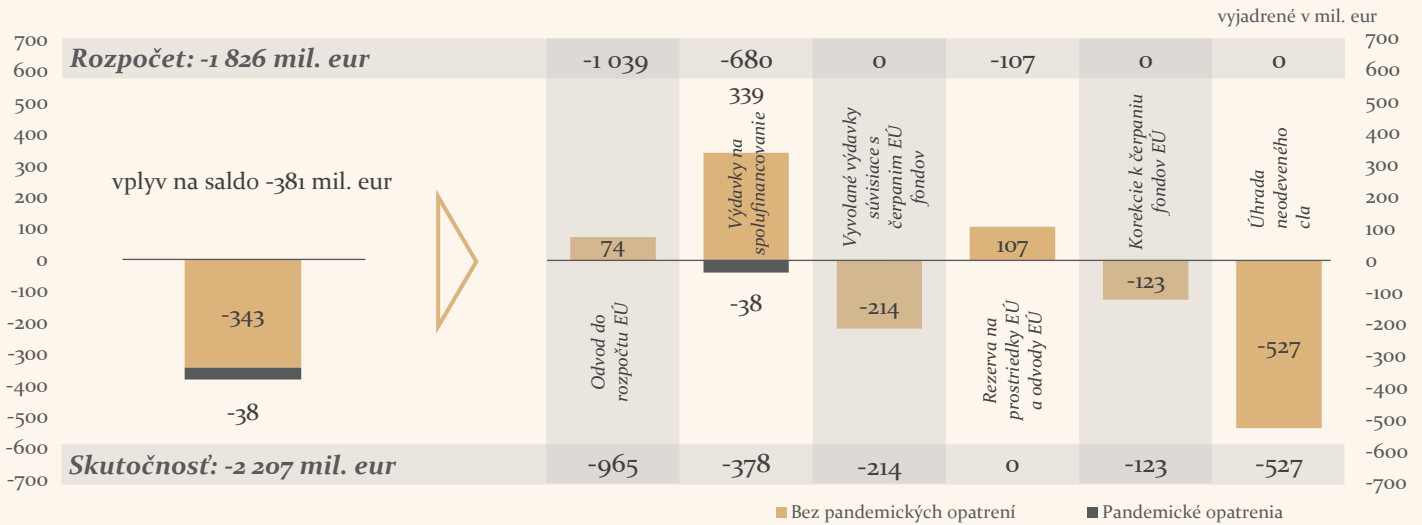 vyjadrené v mil. eur
700
600
500
400
300
200
100
0
-100
-200
-300
-400
-500
-600
-700
Rozpočet: -1 826 mil. eur
-1 039
-680
0
-107
0
0
vplyv na saldo -381 mil. eur
-343
-38
74
Odvod do
rozpočtu EÚ
339
Výdavky na
spolufinancovanie
-38
Vyvolané výdavky
súvisiace s
čerpaním EÚ
fondov
-214
107
Rezerva na
prostriedky EÚ
a odvody EÚ
Korekcie k čerpaniu
fondov EÚ
-123
Úhrada
neodeveného
cla
-527
Skutočnosť: -2 207 mil. eur
-965
-378
-214
0
-123
-527
700
600
500
400
300
200
100
0
-100
-200
-300
-400
-500
-600
-700
Bez pandemických opatrení
Pandemické opatrenia